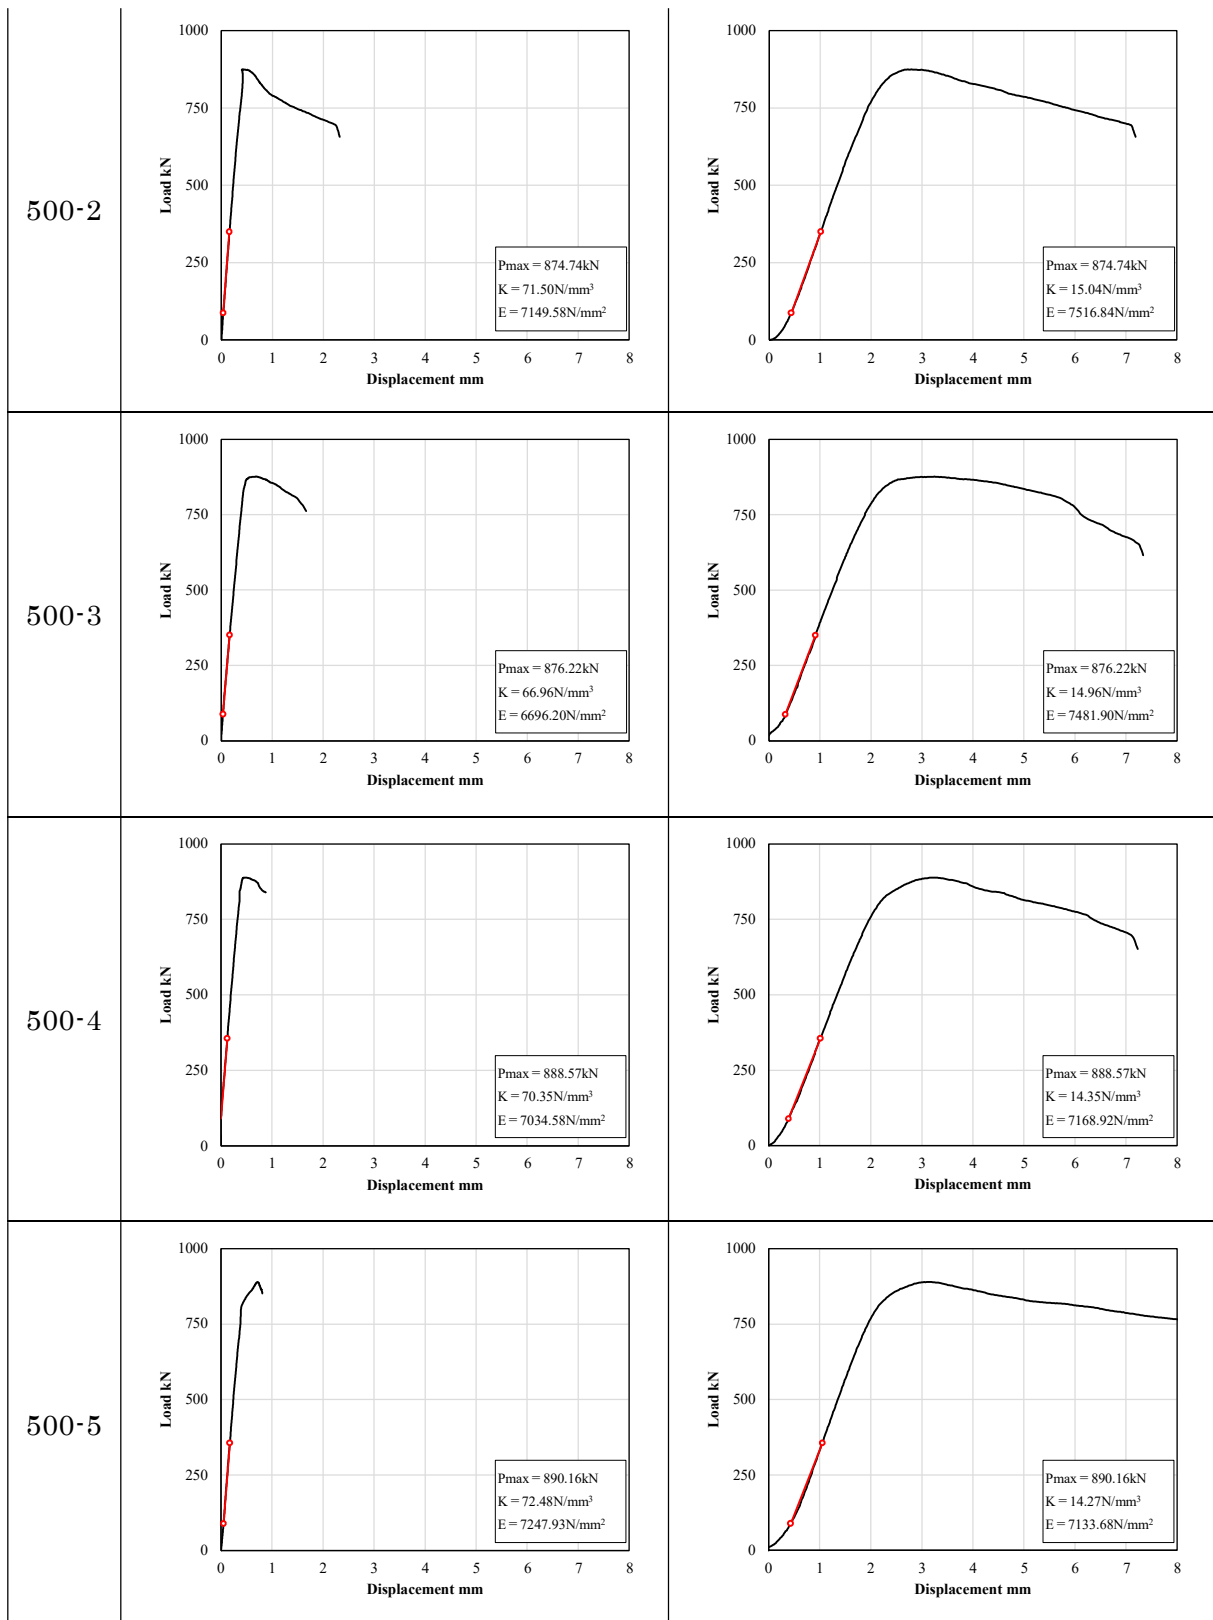 500-2
1000
750
500
250
0
Load kN
0 1 2 3 4 5 6 7 8
Displacement mm
Pmax = 874.74kN
K = 71.50N/mm³
E = 7149.58N/mm²
1000
750
500
250
0
Load kN
0 1 2 3 4 5 6 7 8
Displacement mm
Pmax = 874.74kN
K = 15.04N/mm³
E = 7516.84N/mm²
500-3
1000
750
500
250
0
Load kN
0 1 2 3 4 5 6 7 8
Displacement mm
Pmax = 876.22kN
K = 66.96N/mm³
E = 6696.20N/mm²
1000
750
500
250
0
Load kN
0 1 2 3 4 5 6 7 8
Displacement mm
Pmax = 876.22kN
K = 14.96N/mm³
E = 7481.90N/mm²
500-4
1000
750
500
250
0
Load kN
0 1 2 3 4 5 6 7 8
Displacement mm
Pmax = 888.57kN
K = 70.35N/mm³
E = 7034.58N/mm²
1000
750
500
250
0
Load kN
0 1 2 3 4 5 6 7 8
Displacement mm
Pmax = 888.57kN
K = 14.35N/mm³
E = 7168.92N/mm²
500-5
1000
750
500
250
0
Load kN
0 1 2 3 4 5 6 7 8
Displacement mm
Pmax = 890.16kN
K = 72.48N/mm³
E = 7247.93N/mm²
1000
750
500
250
0
Load kN
0 1 2 3 4 5 6 7 8
Displacement mm
Pmax = 890.16kN
K = 14.27N/mm³
E = 7133.68N/mm²